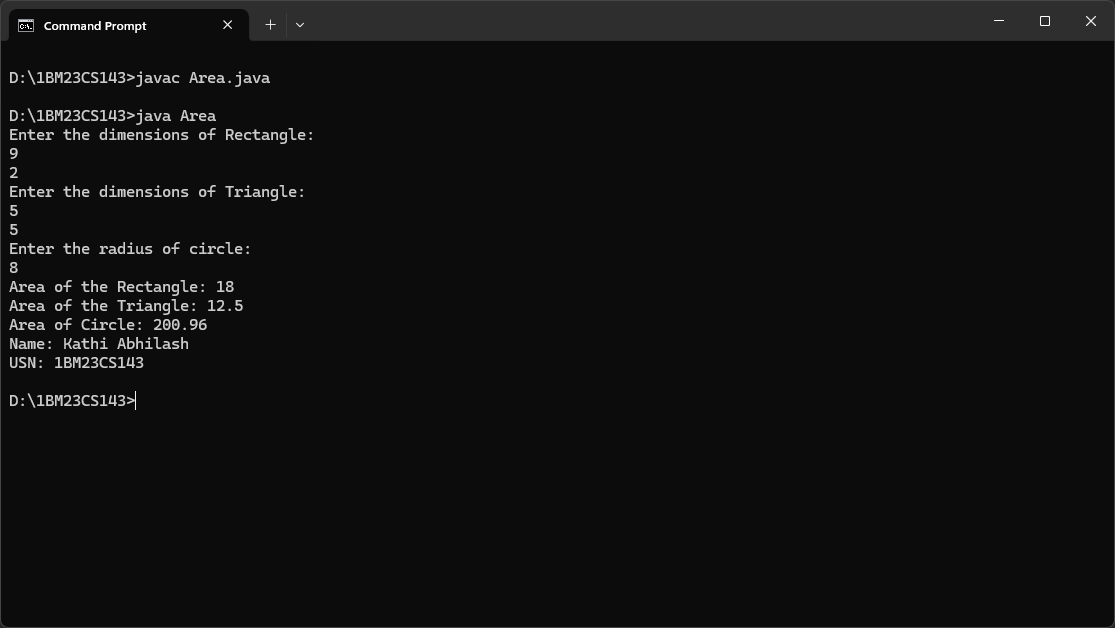 Command Prompt
D:\1BM23CS143>javac Area.java
D:\1BM23CS143>java Area
Enter the dimensions of Rectangle:
9
2
Enter the dimensions of Triangle:
5
5
Enter the radius of circle:
8
Area of the Rectangle: 18
Area of the Triangle: 12.5
Area of Circle: 200.96
Name: Kathi Abhilash
USN: 1BM23CS143
D:\1BM23CS143>